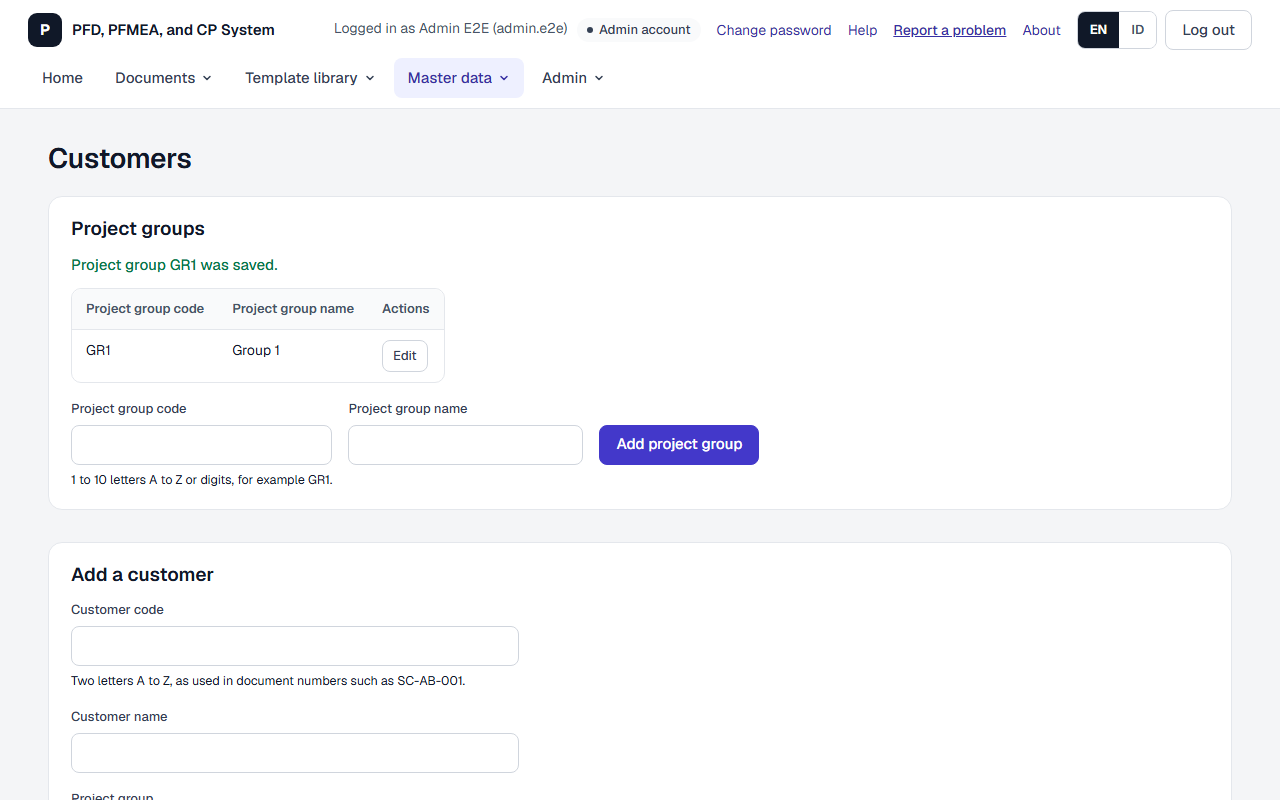 P PFD, PFMEA, and CP System Logged in as Admin E2E (admin.e2e) Admin account Change password Help Report a problem About EN ID Log out
Home Documents Template library Master data Admin
Customers
Project groups
Project group GR1 was saved.
Project group code Project group name Actions
GR1 Group 1 Edit
Project group code Project group name
Add project group
1 to 10 letters A to Z or digits, for example GR1.
Add a customer
Customer code
Two letters A to Z, as used in document numbers such as SC-AB-001.
Customer name
Project group